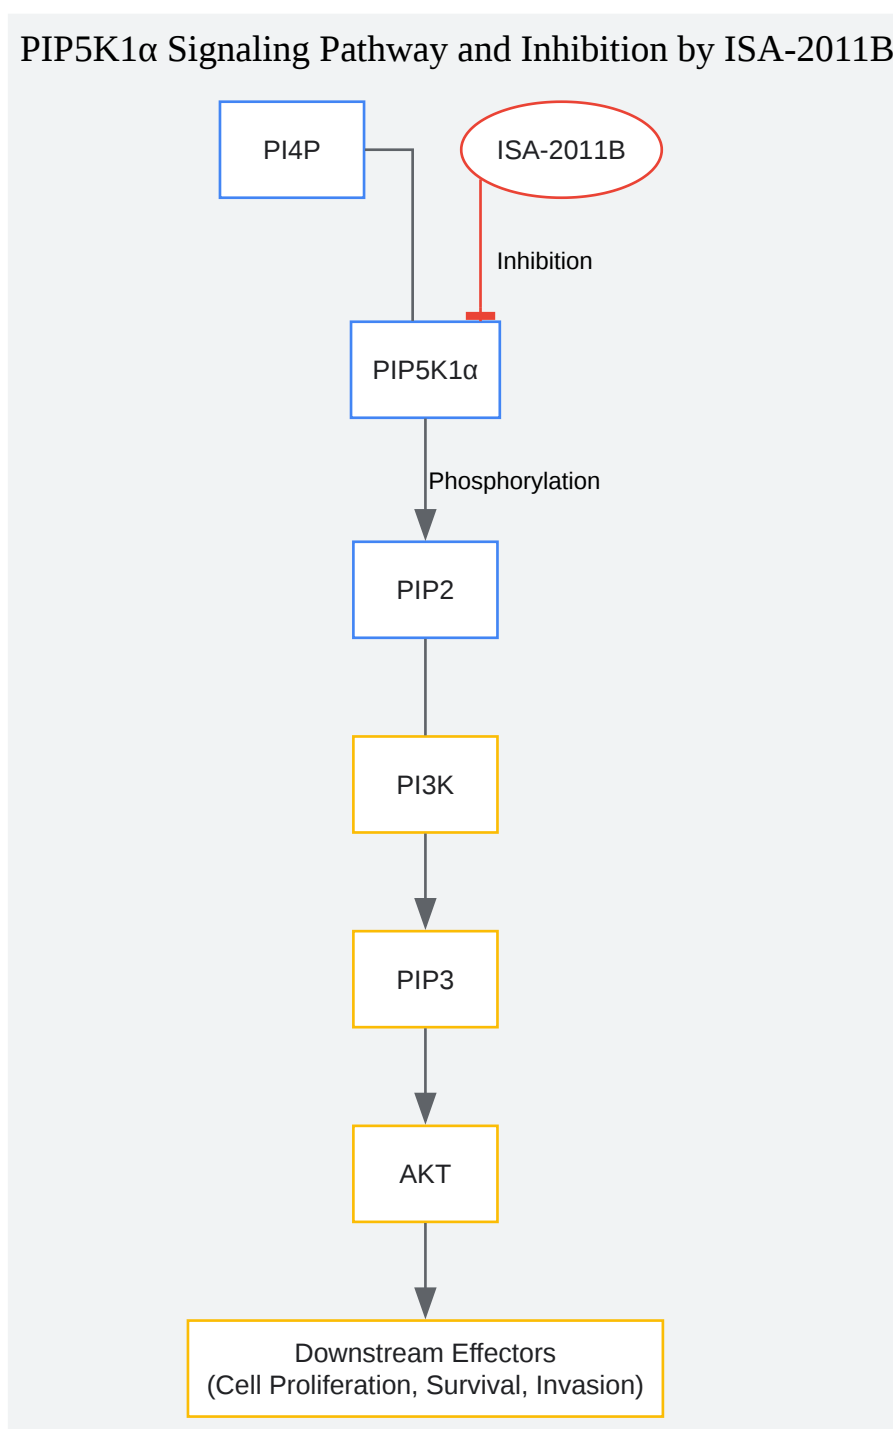 PIP5K1α Signaling Pathway and Inhibition by ISA-2011B
PI4P
ISA-2011B
Inhibition
PIP5K1α
Phosphorylation
PIP2
PI3K
PIP3
AKT
Downstream Effectors
(Cell Proliferation, Survival, Invasion)